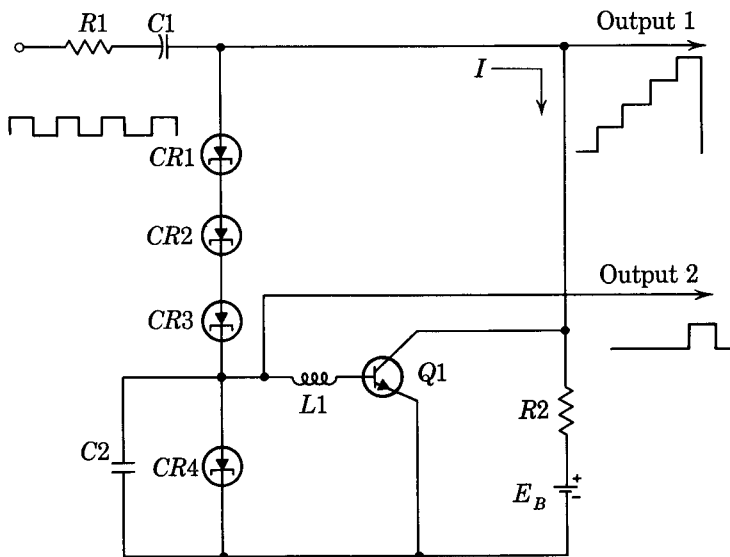 R1
C1
Output 1
I
CR1
CR2
CR3
Output 2
Q1
L1
R2
C2
CR4
E_B
+
−